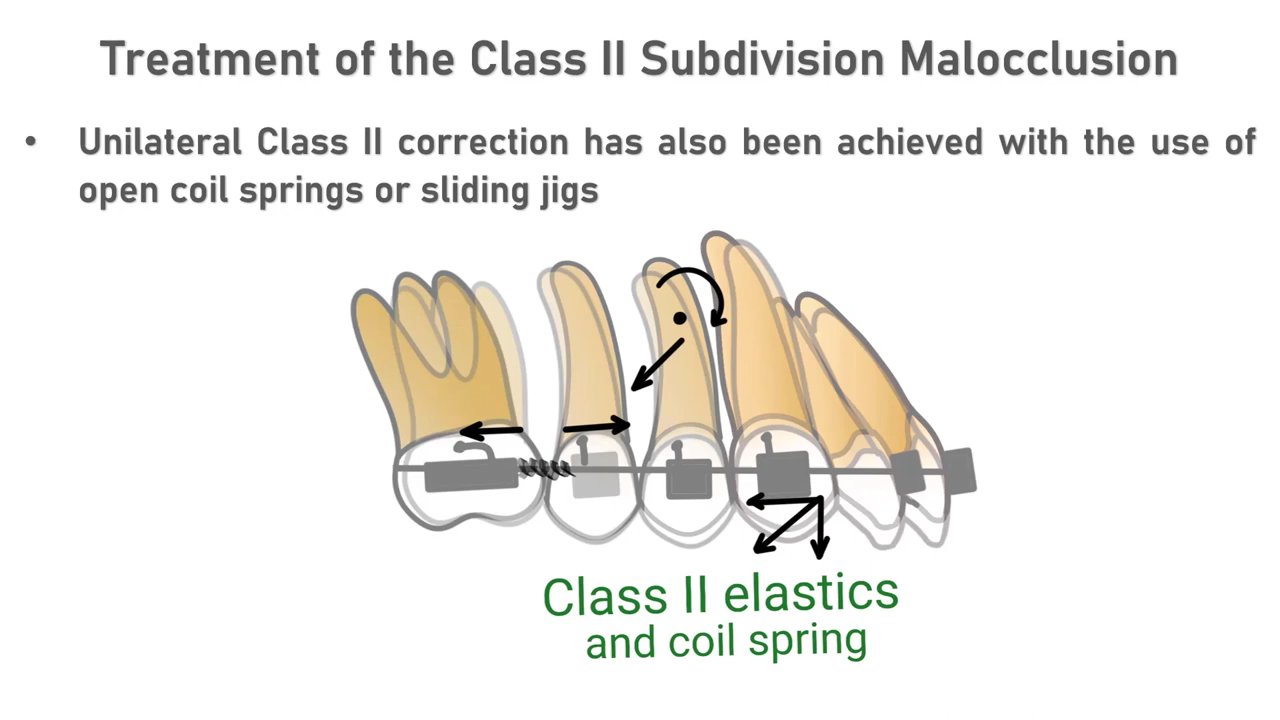 Treatment of the Class II Subdivision Malocclusion
• Unilateral Class II correction has also been achieved with the use of
open coil springs or sliding jigs
Class II elastics
and coil spring